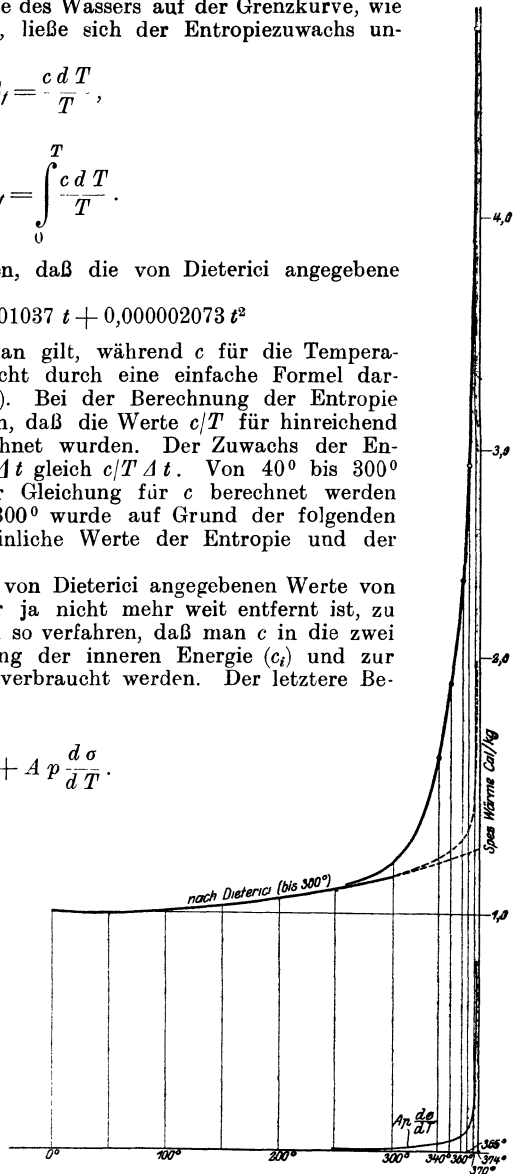 e des Wassers auf der Grenzkurve, wie
, ließe sich der Entropiezuwachs un-
= c d T / T ,
T
= ∫ c d T / T .
0
n, daß die von Dieterici angegebene
01037 t + 0,000002073 t²
an gilt, während c für die Tempera-
cht durch eine einfache Formel dar-
). Bei der Berechnung der Entropie
n, daß die Werte c/T für hinreichend
chnet wurden. Der Zuwachs der En-
Δ t gleich c/T Δ t. Von 40⁰ bis 300⁰
r Gleichung für c berechnet werden
300⁰ wurde auf Grund der folgenden
inliche Werte der Entropie und der
von Dieterici angegebenen Werte von
r ja nicht mehr weit entfernt ist, zu
so verfahren, daß man c in die zwei
ng der inneren Energie (cᵢ) und zur
verbraucht werden. Der letztere Be-
+ A p d σ / d T .
4,0
3,0
2,0
Spez Wärme Cal/kg
nach Dieterici (bis 300°)
1,0
Ap dσ/dT
0° 100° 200° 300° 340° 360° 374°
365°
370°